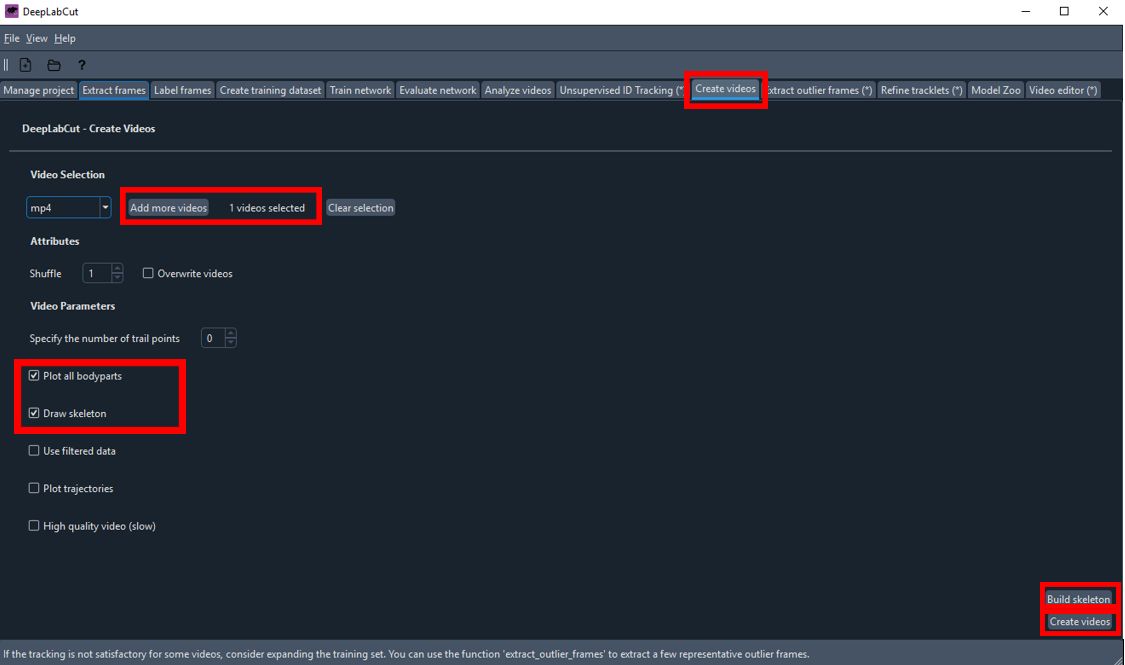 DeepLabCut
File View Help
?
Manage project Extract frames Label frames Create training dataset Train network Evaluate network Analyze videos Unsupervised ID Tracking (* Create videos xtract outlier frames (*) Refine tracklets (*) Model Zoo Video editor (*)
DeepLabCut - Create Videos
Video Selection
mp4 Add more videos 1 videos selected Clear selection
Attributes
Shuffle 1 Overwrite videos
Video Parameters
Specify the number of trail points 0
Plot all bodyparts
Draw skeleton
Use filtered data
Plot trajectories
High quality video (slow)
Build skeleton
Create videos
If the tracking is not satisfactory for some videos, consider expanding the training set. You can use the function 'extract_outlier_frames' to extract a few representative outlier frames.